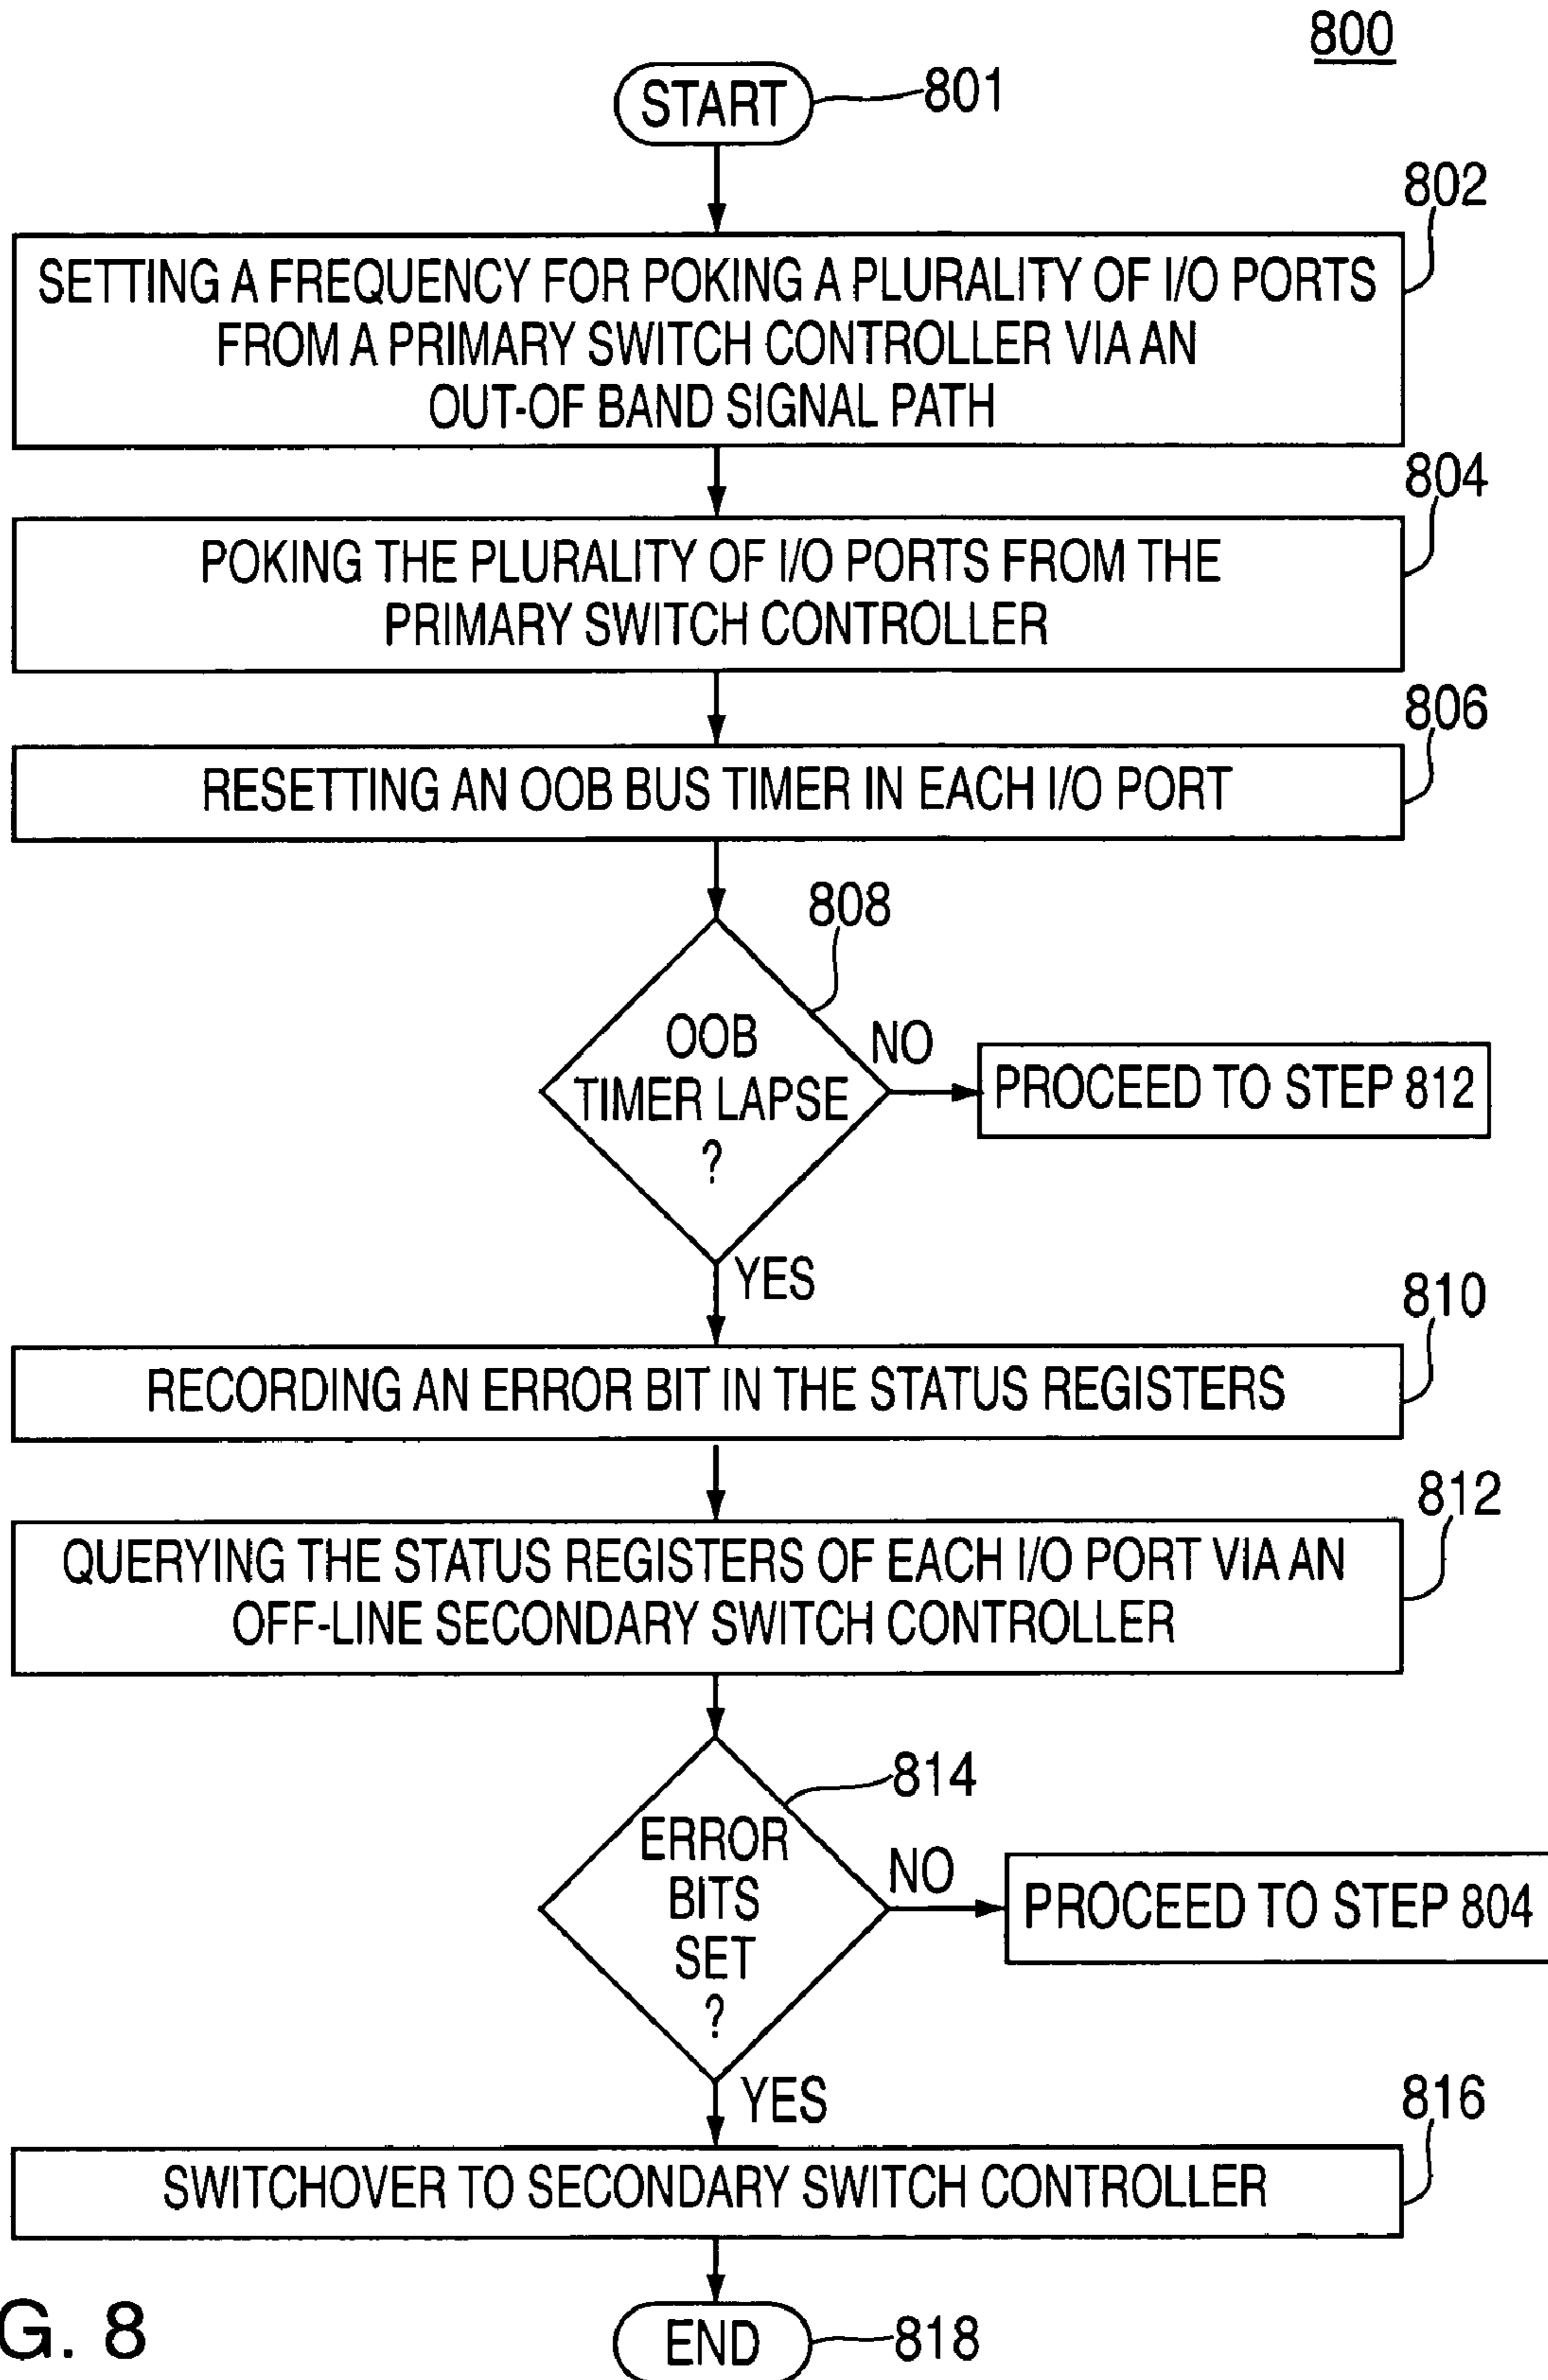 800
START
801
802
SETTING A FREQUENCY FOR POKING A PLURALITY OF I/O PORTS
FROM A PRIMARY SWITCH CONTROLLER VIA AN
OUT-OF BAND SIGNAL PATH
804
POKING THE PLURALITY OF I/O PORTS FROM THE
PRIMARY SWITCH CONTROLLER
806
RESETTING AN OOB BUS TIMER IN EACH I/O PORT
808
OOB
TIMER LAPSE
?
NO
PROCEED TO STEP 812
YES
810
RECORDING AN ERROR BIT IN THE STATUS REGISTERS
812
QUERYING THE STATUS REGISTERS OF EACH I/O PORT VIA AN
OFF-LINE SECONDARY SWITCH CONTROLLER
814
ERROR
BITS
SET
?
NO
PROCEED TO STEP 804
YES
816
SWITCHOVER TO SECONDARY SWITCH CONTROLLER
G. 8
END
818